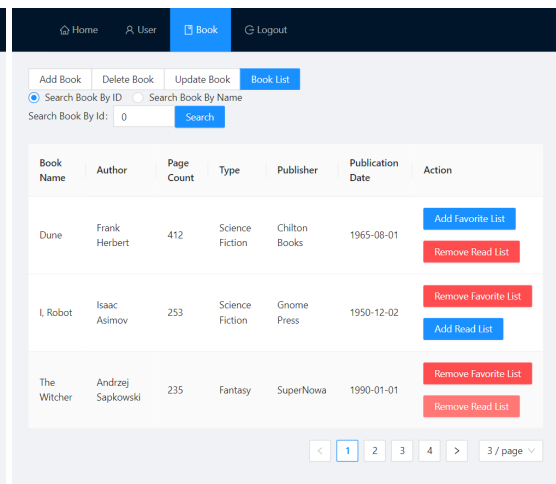 Home User Book Logout
Add Book Delete Book Update Book Book List
Search Book By ID Search Book By Name
Search Book By Id: 0 Search
Book Name Author Page Count Type Publisher Publication Date Action
Dune Frank Herbert 412 Science Fiction Chilton Books 1965-08-01 Add Favorite List
Remove Read List
I, Robot Isaac Asimov 253 Science Fiction Gnome Press 1950-12-02 Remove Favorite List
Add Read List
The Witcher Andrzej Sapkowski 235 Fantasy SuperNowa 1990-01-01 Remove Favorite List
Remove Read List
< 1 2 3 4 > 3 / page